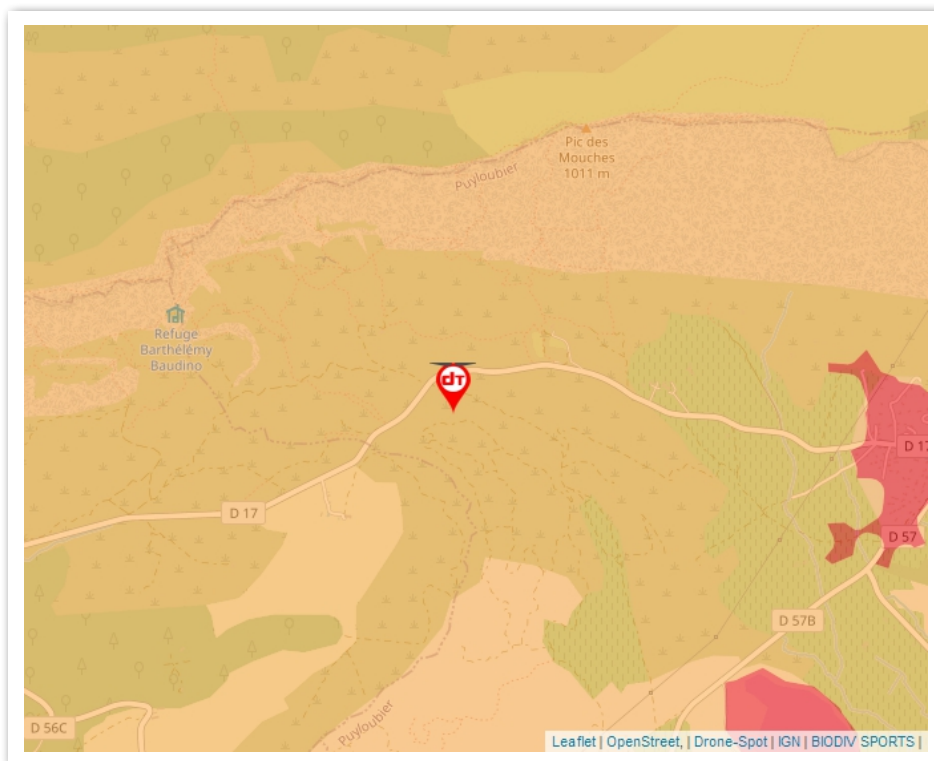 Pic des
Mouches
1011 m
Puyloubier
Refuge
Barthélémy
Baudino
dT
D 17
D 17
D 57
D 57B
D 56C
Puyloubier
Leaflet | OpenStreet, | Drone-Spot | IGN | BIODIV SPORTS |